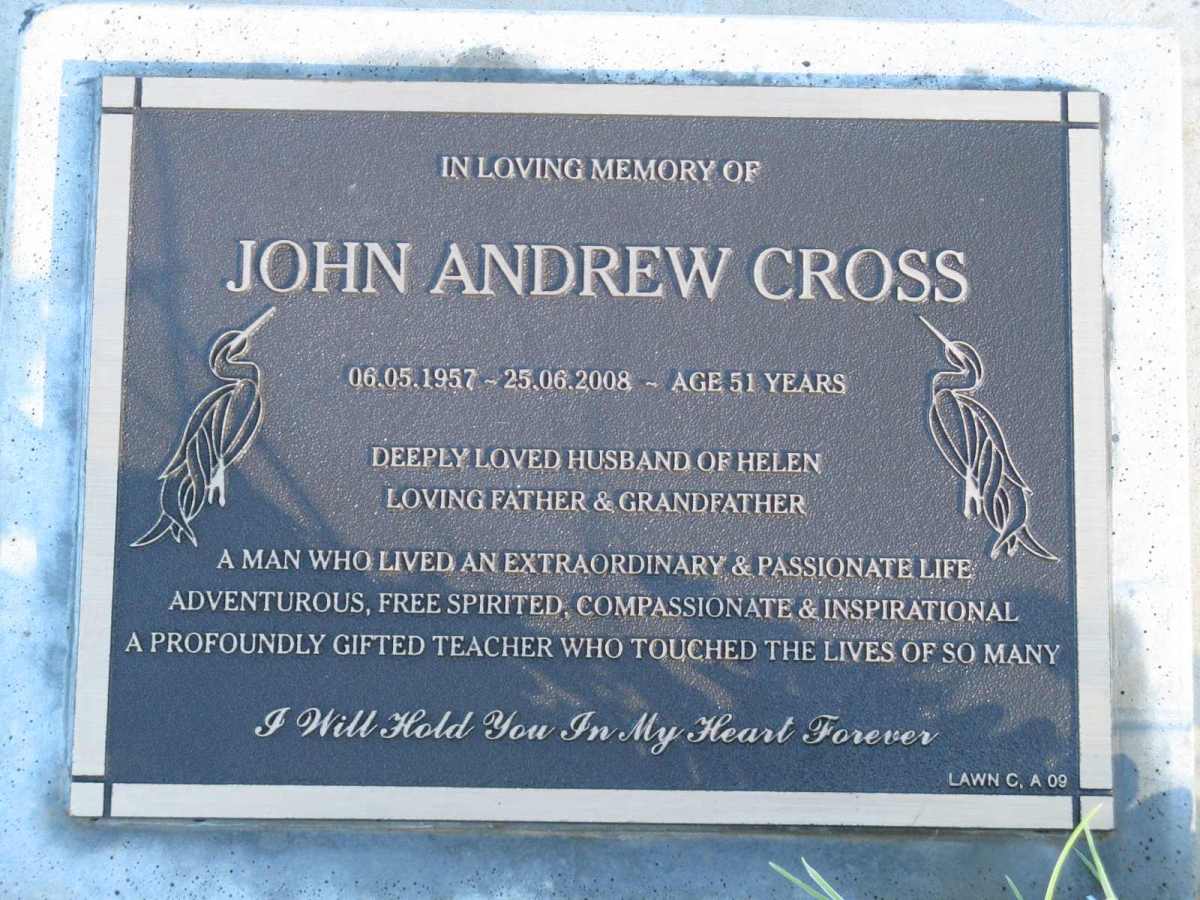 IN LOVING MEMORY OF
JOHN ANDREW CROSS
06.05.1957 ~ 25.06.2008 ~ AGE 51 YEARS
DEEPLY LOVED HUSBAND OF HELEN
LOVING FATHER & GRANDFATHER
A MAN WHO LIVED AN EXTRAORDINARY & PASSIONATE LIFE
ADVENTUROUS, FREE SPIRITED, COMPASSIONATE & INSPIRATIONAL
A PROFOUNDLY GIFTED TEACHER WHO TOUCHED THE LIVES OF SO MANY
I Will Hold You In My Heart Forever
LAWN C, A 09